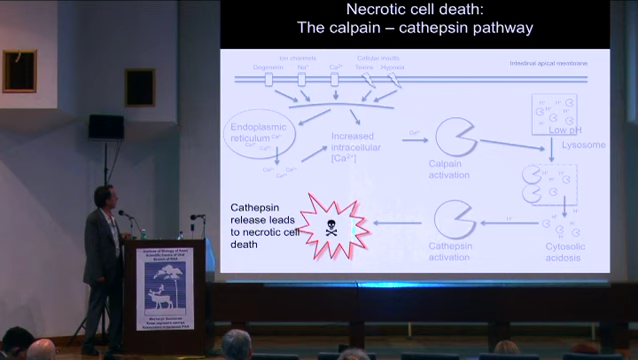 Necrotic cell death:
The calpain – cathepsin pathway
Ion channels
Cellular insults
Degenerin
Na⁺
Ca²⁺
Toxins
Hypoxia
Intestinal apical membrane
Endoplasmic
reticulum
Ca²⁺
Increased
intracellular
[Ca²⁺]
Ca²⁺
Calpain
activation
Low pH
Lysosome
Cathepsin
release leads
to necrotic cell
death
Cathepsin
activation
H⁺
Cytosolic
acidosis